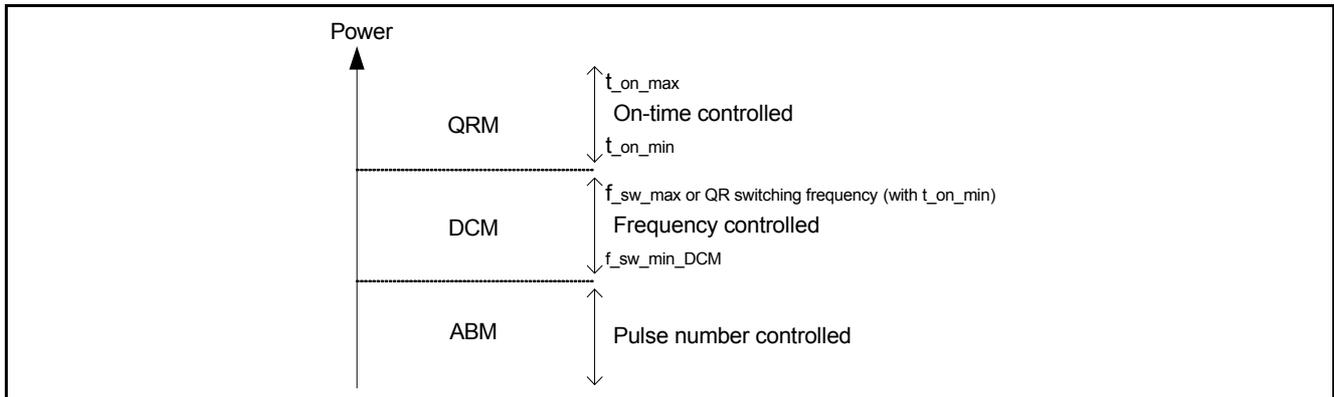 Power
t_on_max
QRM
On-time controlled
t_on_min
f_sw_max or QR switching frequency (with t_on_min)
DCM
Frequency controlled
f_sw_min_DCM
ABM
Pulse number controlled